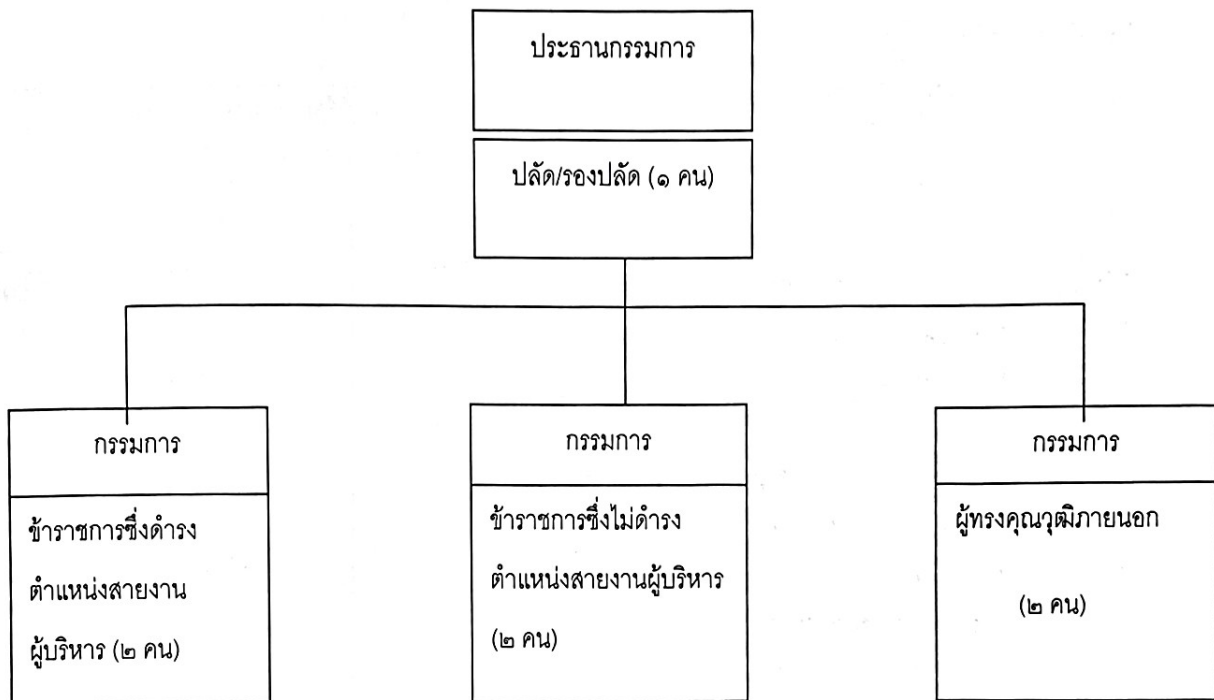 ประธานกรรมการ
ปลัด/รองปลัด (๑ คน)
กรรมการ
ข้าราชการซึ่งดำรง
ตำแหน่งสายงาน
ผู้บริหาร (๒ คน)
กรรมการ
ข้าราชการซึ่งไม่ดำรง
ตำแหน่งสายงานผู้บริหาร
(๒ คน)
กรรมการ
ผู้ทรงคุณวุฒิภายนอก
(๒ คน)